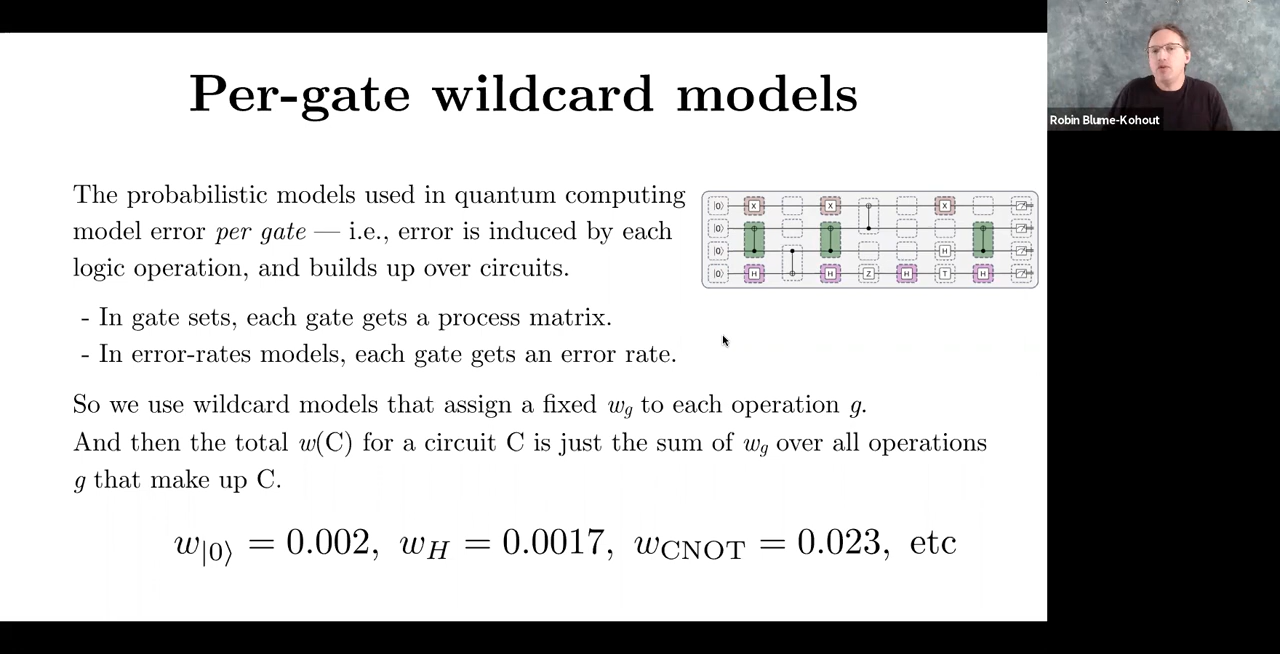 Per-gate wildcard models
The probabilistic models used in quantum computing
model error per gate — i.e., error is induced by each
logic operation, and builds up over circuits.
- In gate sets, each gate gets a process matrix.
- In error-rates models, each gate gets an error rate.
So we use wildcard models that assign a fixed w_g to each operation g.
And then the total w(C) for a circuit C is just the sum of w_g over all operations
g that make up C.
w_|0⟩ = 0.002, w_H = 0.0017, w_CNOT = 0.023, etc
|0⟩ X X X
|0⟩
|0⟩ H
|0⟩ H H Z H T H
Robin Blume-Kohout